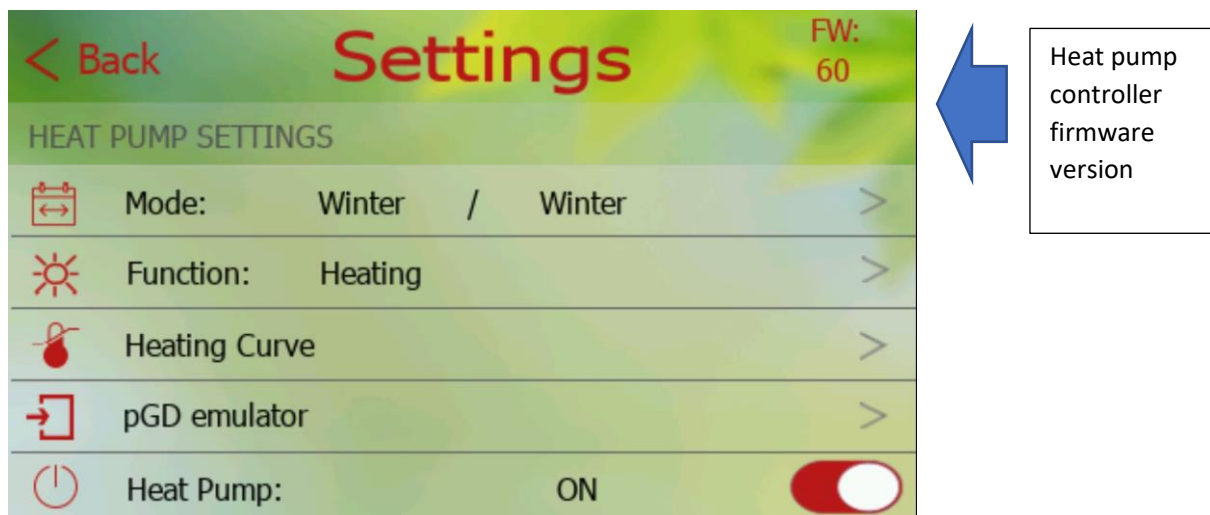 < Back Settings FW:
60
HEAT PUMP SETTINGS
Mode: Winter / Winter >
Function: Heating >
Heating Curve >
pGD emulator >
Heat Pump: ON
Heat pump
controller
firmware
version